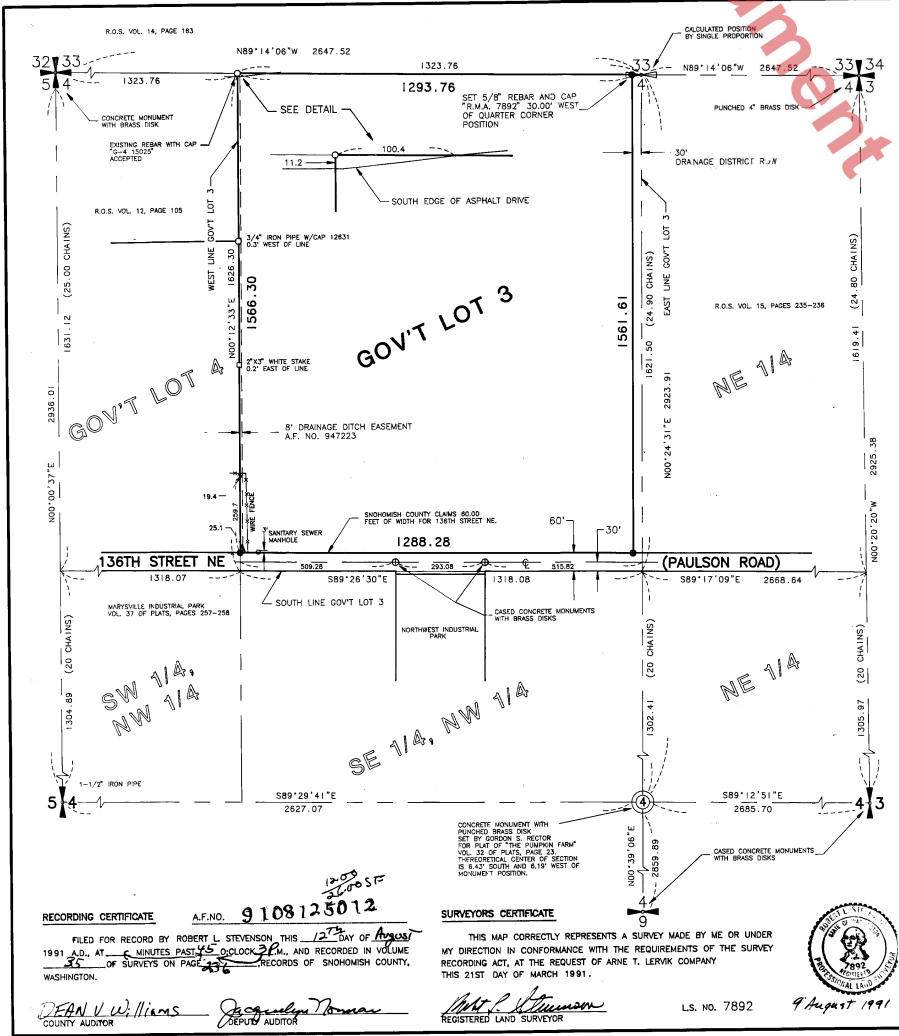 ument
R.O.S. VOL. 14, PAGE 183
N89°14'06"W 2647.52
CALCULATED POSITION
BY SINGLE PROPORTION
32 33
5 4
1323.76
1323.76
1293.76
33
4
N89°14'06"W 2647.52
33 34
4 3
SET 5/8" REBAR AND CAP
"R.M.A. 7892" 30.00' WEST
OF QUARTER CORNER
POSITION
SEE DETAIL
PUNCHED 4" BRASS DISK
CONCRETE MONUMENT
WITH BRASS DISK
EXISTING REBAR WITH CAP
"G-4 15025"
ACCEPTED
100.4
11.2
30'
DRANAGE DISTRICT
SOUTH EDGE OF ASPHALT DRIVE
R.O.S. VOL. 12, PAGE 105
3/4" IRON PIPE W/CAP 12631
0.3' WEST OF LINE
WEST LINE GOV'T LOT 3
N00°12'33"E 1626.30
1566.30
GOV'T LOT 3
1561.61
1621.50 (24.90 CHAINS)
EAST LINE GOV'T LOT 3
N00°24'31"E 2923.91
R.O.S. VOL. 15, PAGES 235-236
1631.12 (25.00 CHAINS)
1619.41 (24.80 CHAINS)
2"X3" WHITE STAKE
0.2' EAST OF LINE
GOV'T LOT 4
NE 1/4
2936.01
N00°00'37"E
2925.38
N00°20'20"W
8' DRAINAGE DITCH EASEMENT
A.F. NO. 947223
19.4
259.7
WIRE FENCE
25.1
3'
SANITARY SEWER
MANHOLE
SNOHOMISH COUNTY CLAIMS 60.00
FEET OF WIDTH FOR 136TH STREET NE.
60'
30'
1288.28
136TH STREET NE
(PAULSON ROAD)
509.28
293.08
515.82
1318.07
S89°26'30"E
1318.08
S89°17'09"E 2668.64
MARYSVILLE INDUSTRIAL PARK
VOL. 37 OF PLATS, PAGES 257-258
SOUTH LINE GOV'T LOT 3
CASED CONCRETE MONUMENTS
WITH BRASS DISKS
NORTHWEST INDUSTRIAL
PARK
1304.89 (20 CHAINS)
SW 1/4,
NW 1/4
SE 1/4, NW 1/4
1302.41 (20 CHAINS)
NE 1/4
1305.97 (20 CHAINS)
1-1/2" IRON PIPE
5 4
S89°29'41"E
2627.07
4
S89°12'51"E
2685.70
4 3
CONCRETE MONUMENT WITH
PUNCHED BRASS DISK
SET BY GORDON S. RECTOR
FOR PLAT OF "THE PUMPKIN FARM"
VOL. 32 OF PLATS, PAGE 23.
THEREORETICAL CENTER OF SECTION
IS 6.43' SOUTH AND 6.19' WEST OF
MONUMENT POSITION.
N00°39'06"E
2859.89
CASED CONCRETE MONUMENTS
WITH BRASS DISKS
4
9
12.00
26.00 SF
RECORDING CERTIFICATE A.F.NO. 9108125012
FILED FOR RECORD BY ROBERT L. STEVENSON THIS 12TH DAY OF August
1991 A.D., AT MINUTES PAST 45 O'CLOCK 3 P.M., AND RECORDED IN VOLUME
35 OF SURVEYS ON PAGE 236 RECORDS OF SNOHOMISH COUNTY,
WASHINGTON.
DEAN V Williams
COUNTY AUDITOR
Jacquelyn Norman
DEPUTY AUDITOR
SURVEYORS CERTIFICATE
THIS MAP CORRECTLY REPRESENTS A SURVEY MADE BY ME OR UNDER
MY DIRECTION IN CONFORMANCE WITH THE REQUIREMENTS OF THE SURVEY
RECORDING ACT, AT THE REQUEST OF ARNE T. LERVIK COMPANY
THIS 21ST DAY OF MARCH 1991.
REGISTERED LAND SURVEYOR
L.S. NO. 7892
7892
REGISTERED
PROFESSIONAL LAND SURVEYOR
9 August 1991